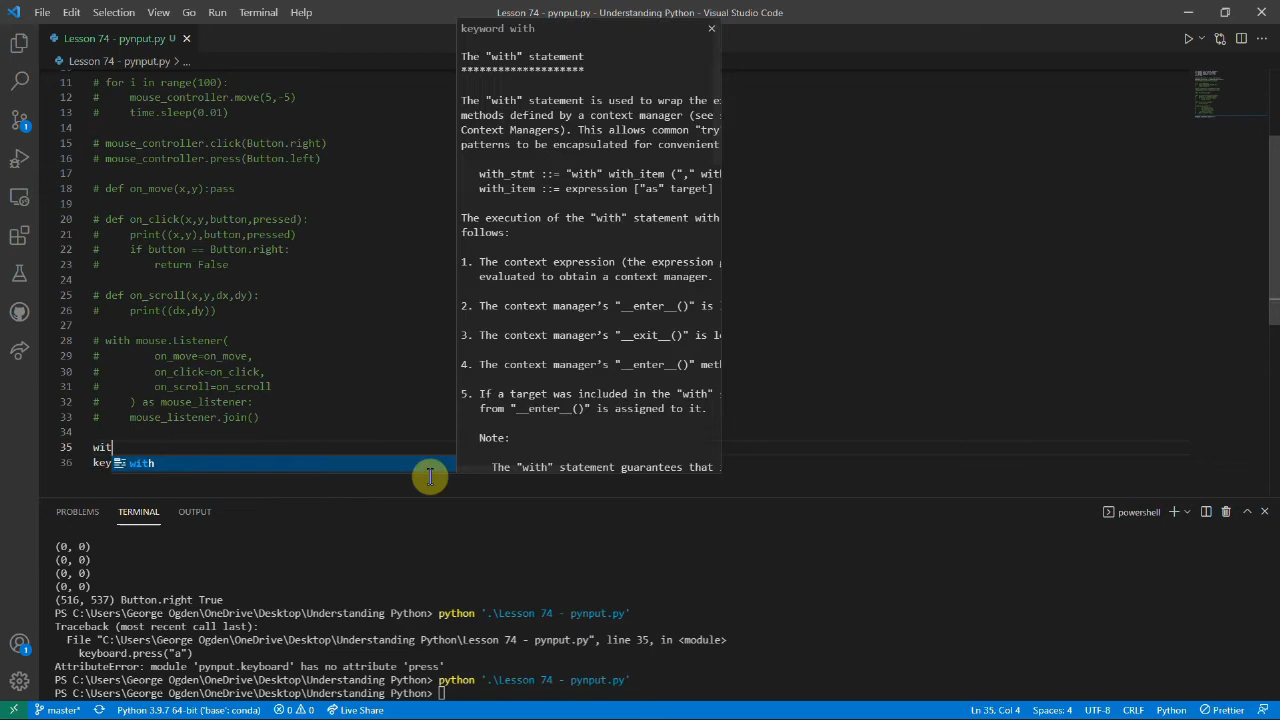 File Edit Selection View Go Run Terminal Help
Lesson 74 - pynput.py - Understanding Python - Visual Studio Code
Lesson 74 - pynput.py U
Lesson 74 - pynput.py > ...
11 # for i in range(100):
12 # mouse_controller.move(5,-5)
13 # time.sleep(0.01)
14
15 # mouse_controller.click(Button.right)
16 # mouse_controller.press(Button.left)
17
18 # def on_move(x,y):pass
19
20 # def on_click(x,y,button,pressed):
21 # print((x,y),button,pressed)
22 # if button == Button.right:
23 # return False
24
25 # def on_scroll(x,y,dx,dy):
26 # print((dx,dy))
27
28 # with mouse.Listener(
29 # on_move=on_move,
30 # on_click=on_click,
31 # on_scroll=on_scroll
32 # ) as mouse_listener:
33 # mouse_listener.join()
34
35 wit
36 key
with
keyword with
The "with" statement
********************
The "with" statement is used to wrap the e
methods defined by a context manager (see
Context Managers). This allows common "try
patterns to be encapsulated for convenient
with_stmt ::= "with" with_item ("," wit
with_item ::= expression ["as" target]
The execution of the "with" statement with
follows:
1. The context expression (the expression
evaluated to obtain a context manager.
2. The context manager’s "__enter__()" is
3. The context manager’s "__exit__()" is l
4. The context manager’s "__enter__()" met
5. If a target was included in the "with"
from "__enter__()" is assigned to it.
Note:
The "with" statement guarantees that
PROBLEMS TERMINAL OUTPUT
powershell
(0, 0)
(0, 0)
(0, 0)
(0, 0)
(516, 537) Button.right True
PS C:\Users\George Ogden\OneDrive\Desktop\Understanding Python> python '.\Lesson 74 - pynput.py'
Traceback (most recent call last):
File "C:\Users\George Ogden\OneDrive\Desktop\Understanding Python\Lesson 74 - pynput.py", line 35, in <module>
keyboard.press("a")
AttributeError: module 'pynput.keyboard' has no attribute 'press'
PS C:\Users\George Ogden\OneDrive\Desktop\Understanding Python> python '.\Lesson 74 - pynput.py'
PS C:\Users\George Ogden\OneDrive\Desktop\Understanding Python>
master* Python 3.9.7 64-bit ('base': conda) 0 0 Live Share Ln 35, Col 4 Spaces: 4 UTF-8 CRLF Python Prettier